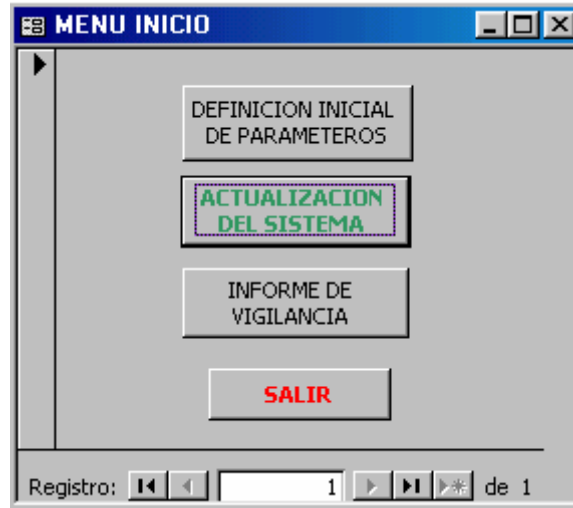 MENU INICIO
DEFINICION INICIAL
DE PARAMETEROS
ACTUALIZACION
DEL SISTEMA
INFORME DE
VIGILANCIA
SALIR
Registro: 1 de 1